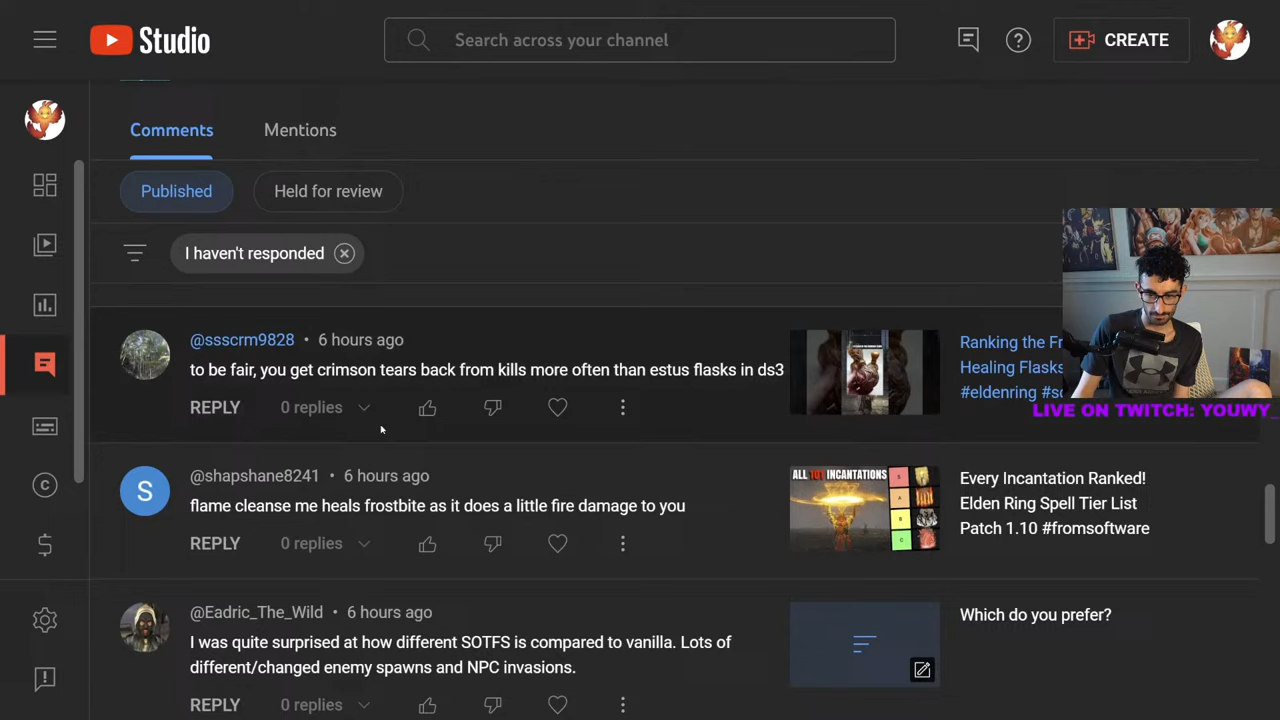 Studio
Search across your channel
CREATE
Comments
Mentions
Published
Held for review
I haven't responded
@ssscrm9828 • 6 hours ago
to be fair, you get crimson tears back from kills more often than estus flasks in ds3
REPLY 0 replies
Ranking the Fr
Healing Flasks
#eldenring #so
LIVE ON TWITCH: YOUWY_
S
@shapshane8241 • 6 hours ago
flame cleanse me heals frostbite as it does a little fire damage to you
REPLY 0 replies
ALL 101 INCANTATIONS
S
A
B
C
Every Incantation Ranked!
Elden Ring Spell Tier List
Patch 1.10 #fromsoftware
@Eadric_The_Wild • 6 hours ago
I was quite surprised at how different SOTFS is compared to vanilla. Lots of
different/changed enemy spawns and NPC invasions.
REPLY 0 replies
Which do you prefer?